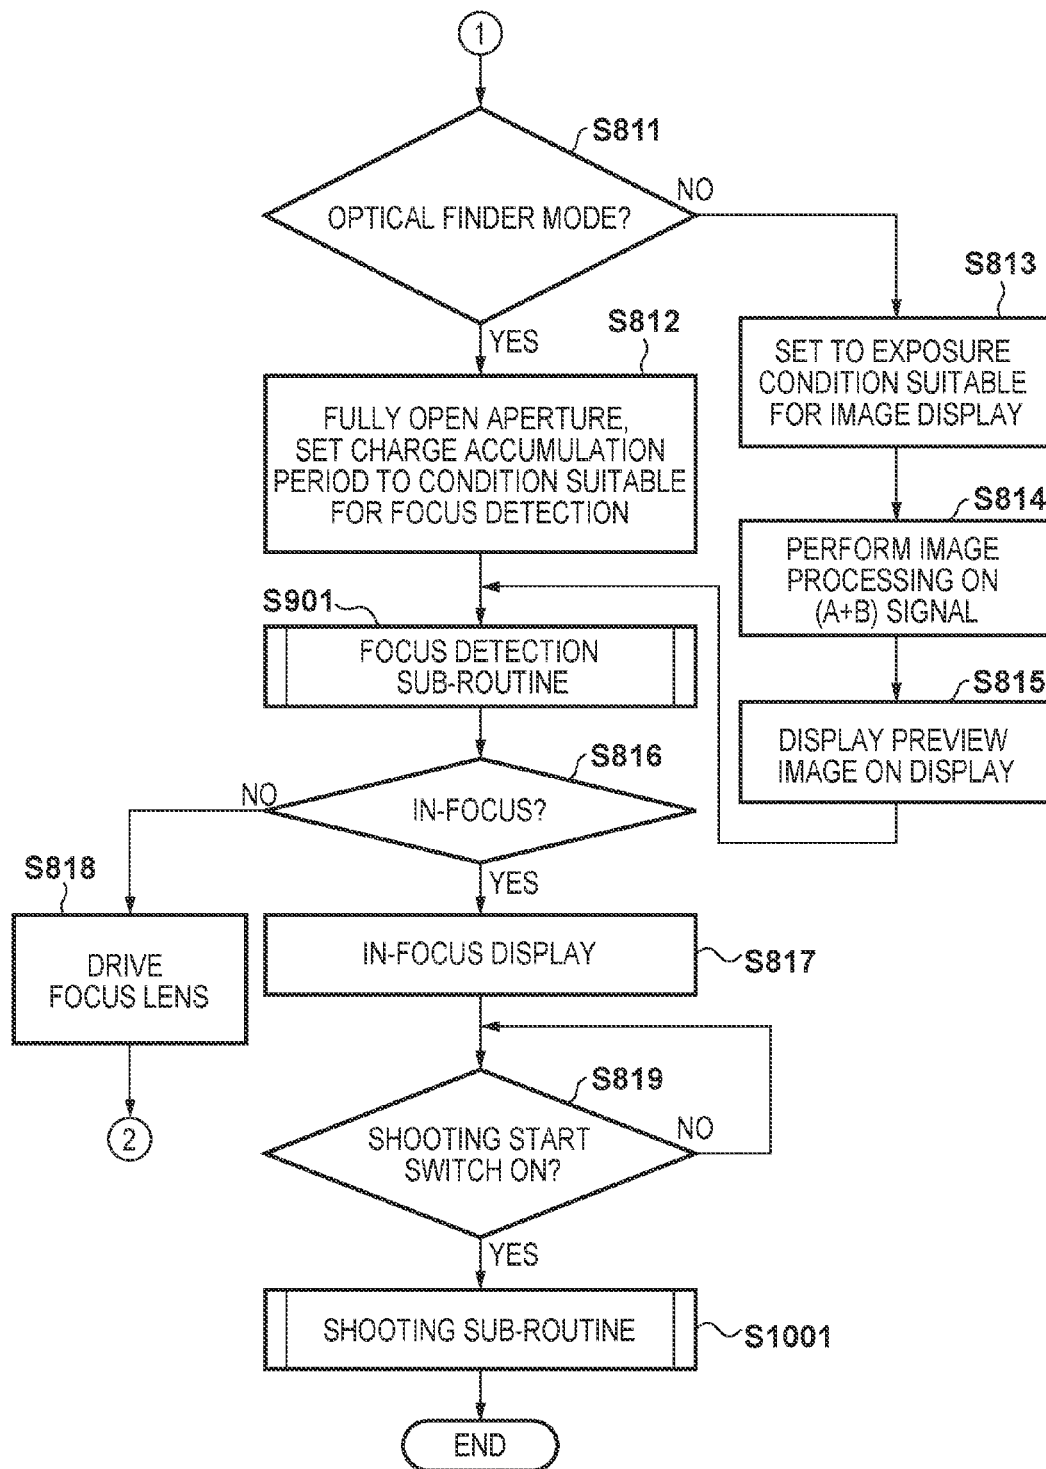 1
S811
OPTICAL FINDER MODE?
NO
YES
S812
FULLY OPEN APERTURE,
SET CHARGE ACCUMULATION
PERIOD TO CONDITION SUITABLE
FOR FOCUS DETECTION
S813
SET TO EXPOSURE
CONDITION SUITABLE
FOR IMAGE DISPLAY
S814
PERFORM IMAGE
PROCESSING ON
(A+B) SIGNAL
S815
DISPLAY PREVIEW
IMAGE ON DISPLAY
S901
FOCUS DETECTION
SUB-ROUTINE
S816
IN-FOCUS?
NO
YES
S818
DRIVE
FOCUS LENS
2
IN-FOCUS DISPLAY
S817
S819
SHOOTING START
SWITCH ON?
NO
YES
SHOOTING SUB-ROUTINE
S1001
END